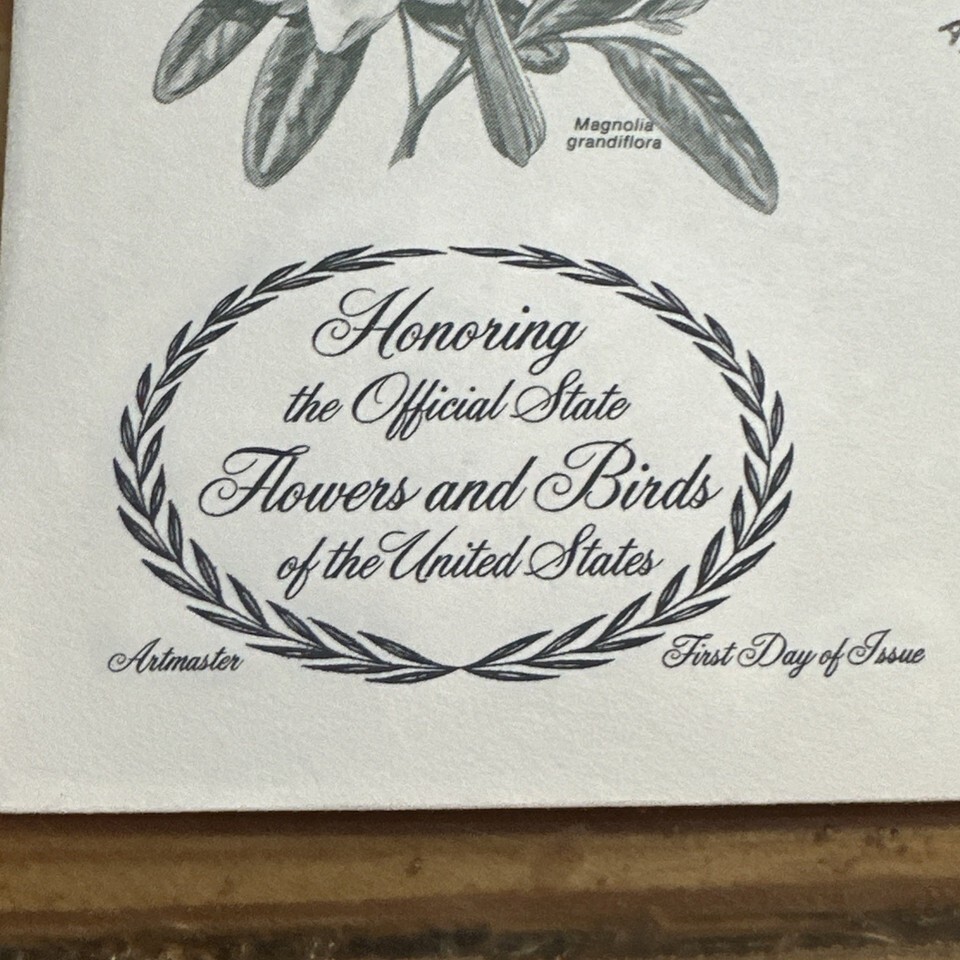 Magnolia
grandiflora
Honoring
the Official State
Flowers and Birds
of the United States
Artmaster
First Day of Issue